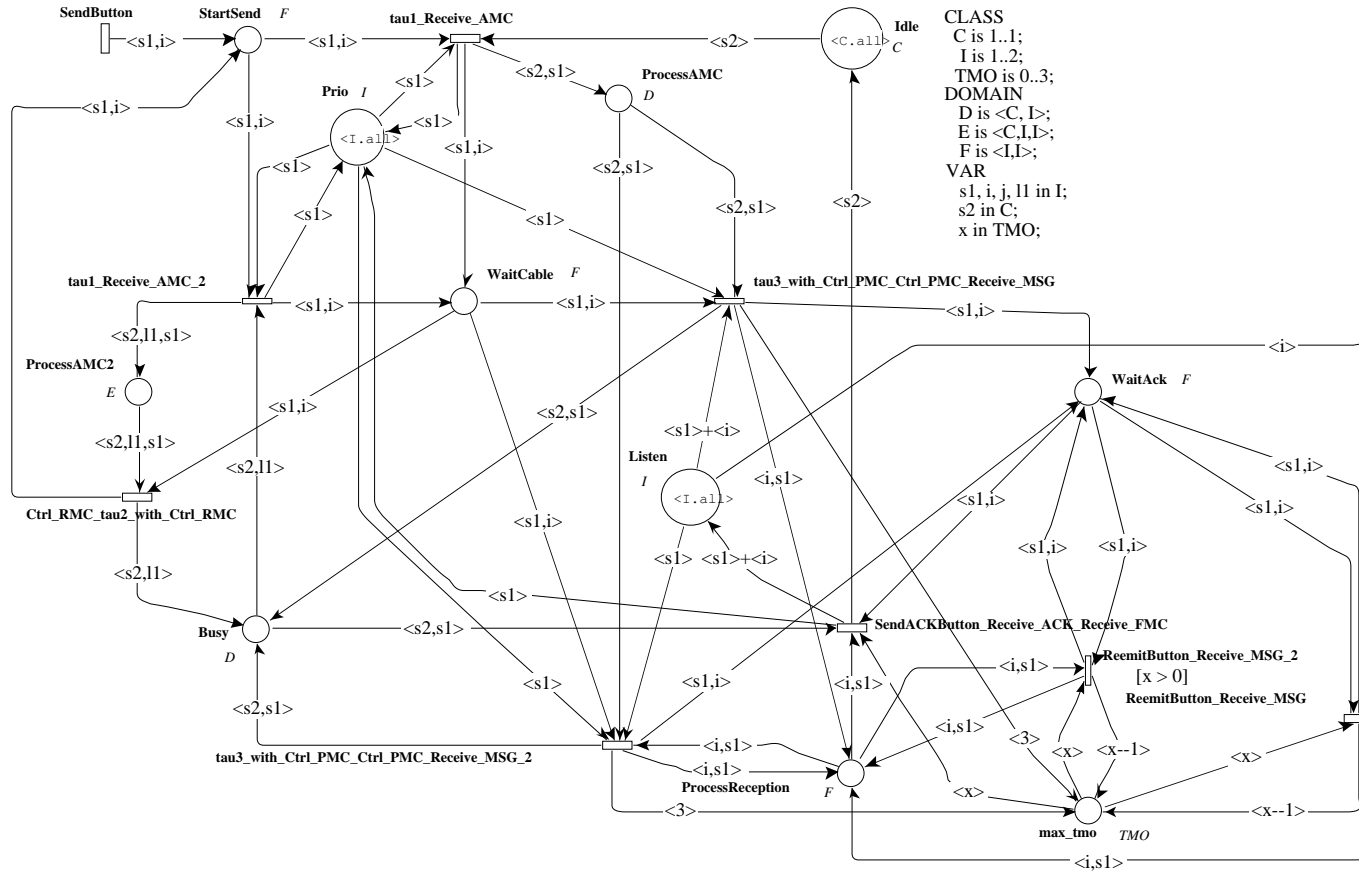 SendButton
StartSend
F
tau1_Receive_AMC
Idle
<C.all>
C
CLASS
C is 1..1;
I is 1..2;
TMO is 0..3;
DOMAIN
D is <C, I>;
E is <C,I,I>;
F is <I,I>;
VAR
s1, i, j, l1 in I;
s2 in C;
x in TMO;
<s1,i>
<s1,i>
<s2>
<s2,s1>
ProcessAMC
D
<s1>
Prio
I
<I.all>
<s1,i>
<s1,i>
<s1>
<s1,i>
<s1>
<s2,s1>
<s2>
<s2,s1>
<s1>
<s1>
tau1_Receive_AMC_2
WaitCable
F
tau3_with_Ctrl_PMC_Ctrl_PMC_Receive_MSG
<s1,i>
<s1,i>
<s1,i>
<s2,l1,s1>
<i>
ProcessAMC2
E
WaitAck
F
<s1,i>
<s2,s1>
<s2,l1,s1>
<s1>+<i>
<s2,l1>
Listen
I
<I.all>
<i,s1>
<s1,i>
<s1,i>
<s1,i>
Ctrl_RMC_tau2_with_Ctrl_RMC
<s1,i>
<s1>
<s1>+<i>
<s1,i>
<s1,i>
<s2,l1>
<s1>
Busy
D
<s2,s1>
SendACKButton_Receive_ACK_Receive_FMC
ReemitButton_Receive_MSG_2
[x > 0]
ReemitButton_Receive_MSG
<i,s1>
<s1>
<s1,i>
<i,s1>
<s2,s1>
<i,s1>
<3>
<x>
<x--1>
<x>
tau3_with_Ctrl_PMC_Ctrl_PMC_Receive_MSG_2
<i,s1>
<i,s1>
ProcessReception
F
<x>
<3>
<x--1>
max_tmo
TMO
<i,s1>